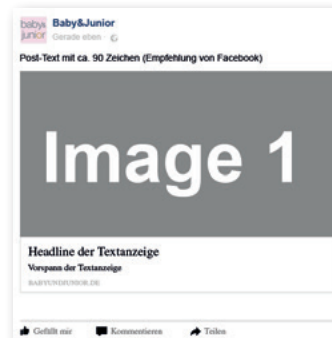 baby&
junior
Baby&Junior
Gerade eben ·
Post-Text mit ca. 90 Zeichen (Empfehlung von Facebook)
Image 1
Headline der Textanzeige
Vorspann der Textanzeige
BABYUNDJUNIOR.DE
Gefällt mir Kommentieren Teilen